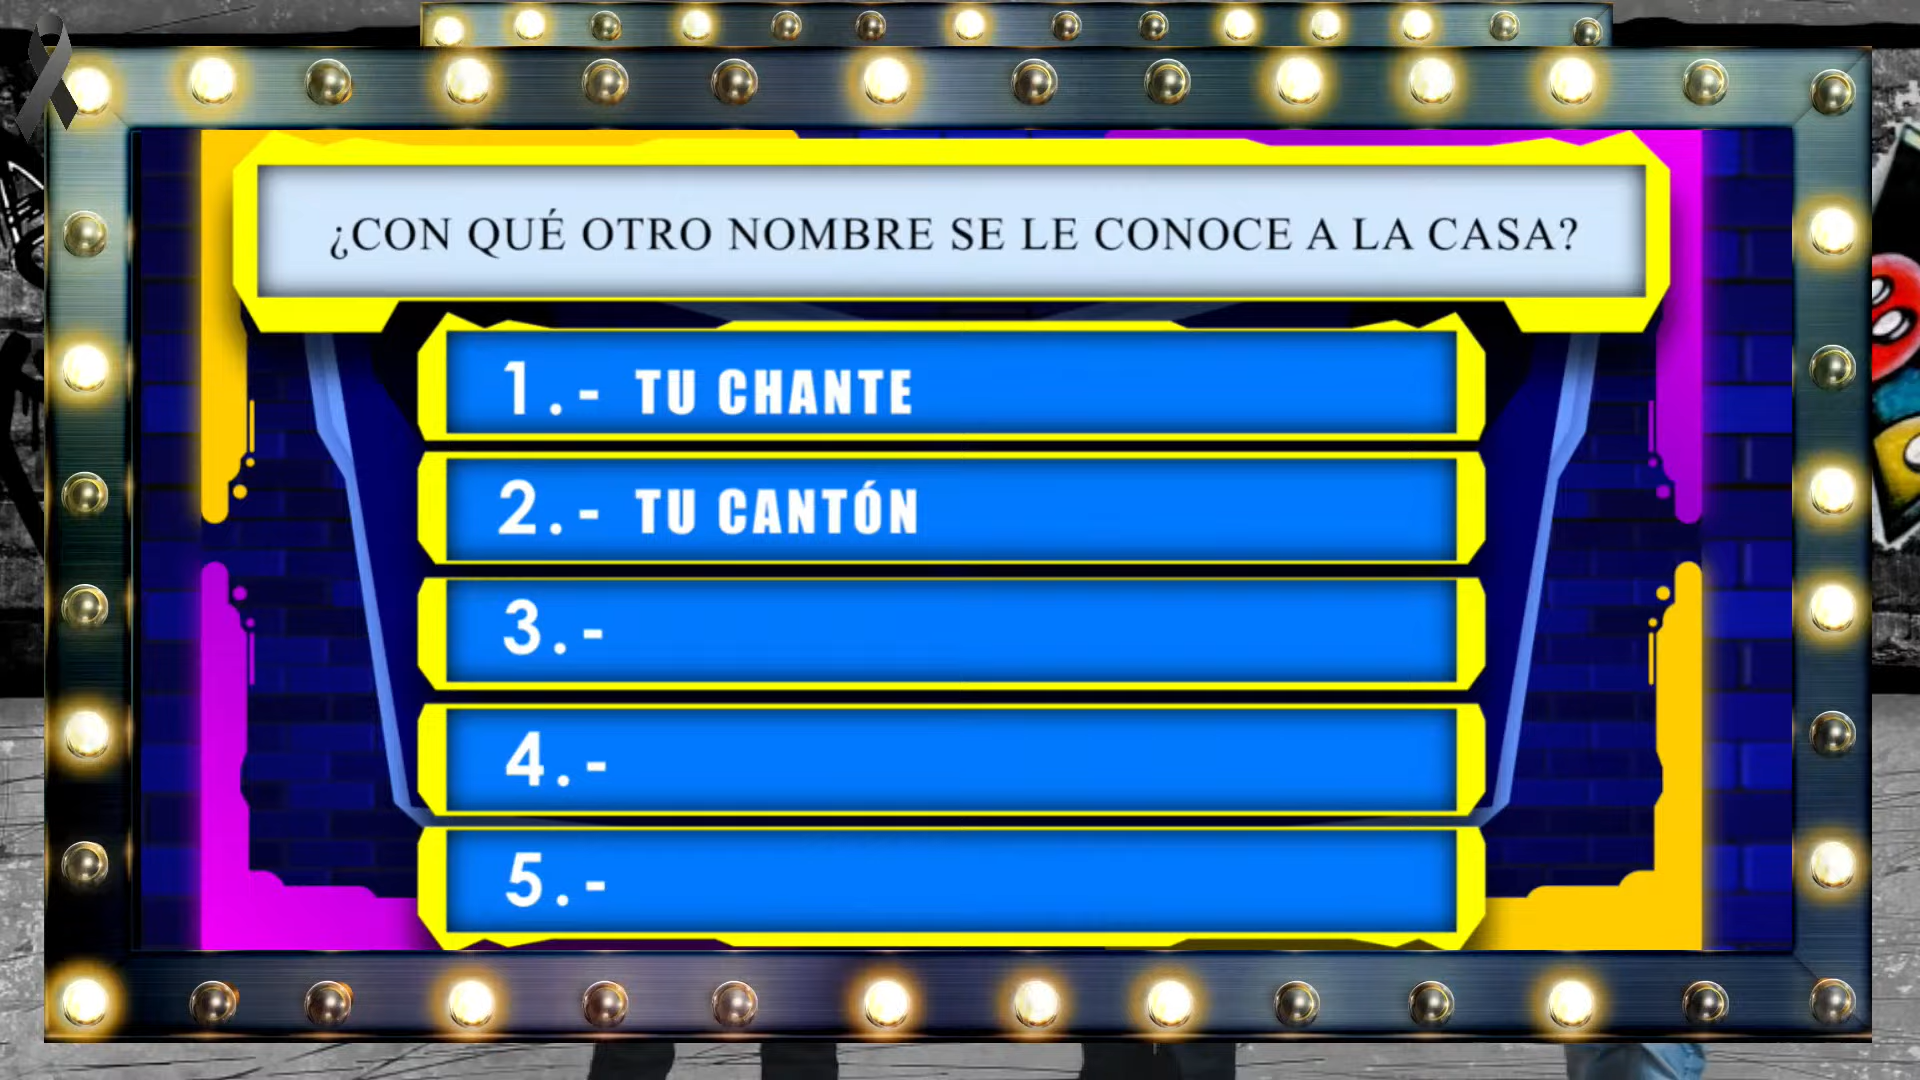 ¿CON QUÉ OTRO NOMBRE SE LE CONOCE A LA CASA?
1.- TU CHANTE
2.- TU CANTÓN
3.-
4.-
5.-